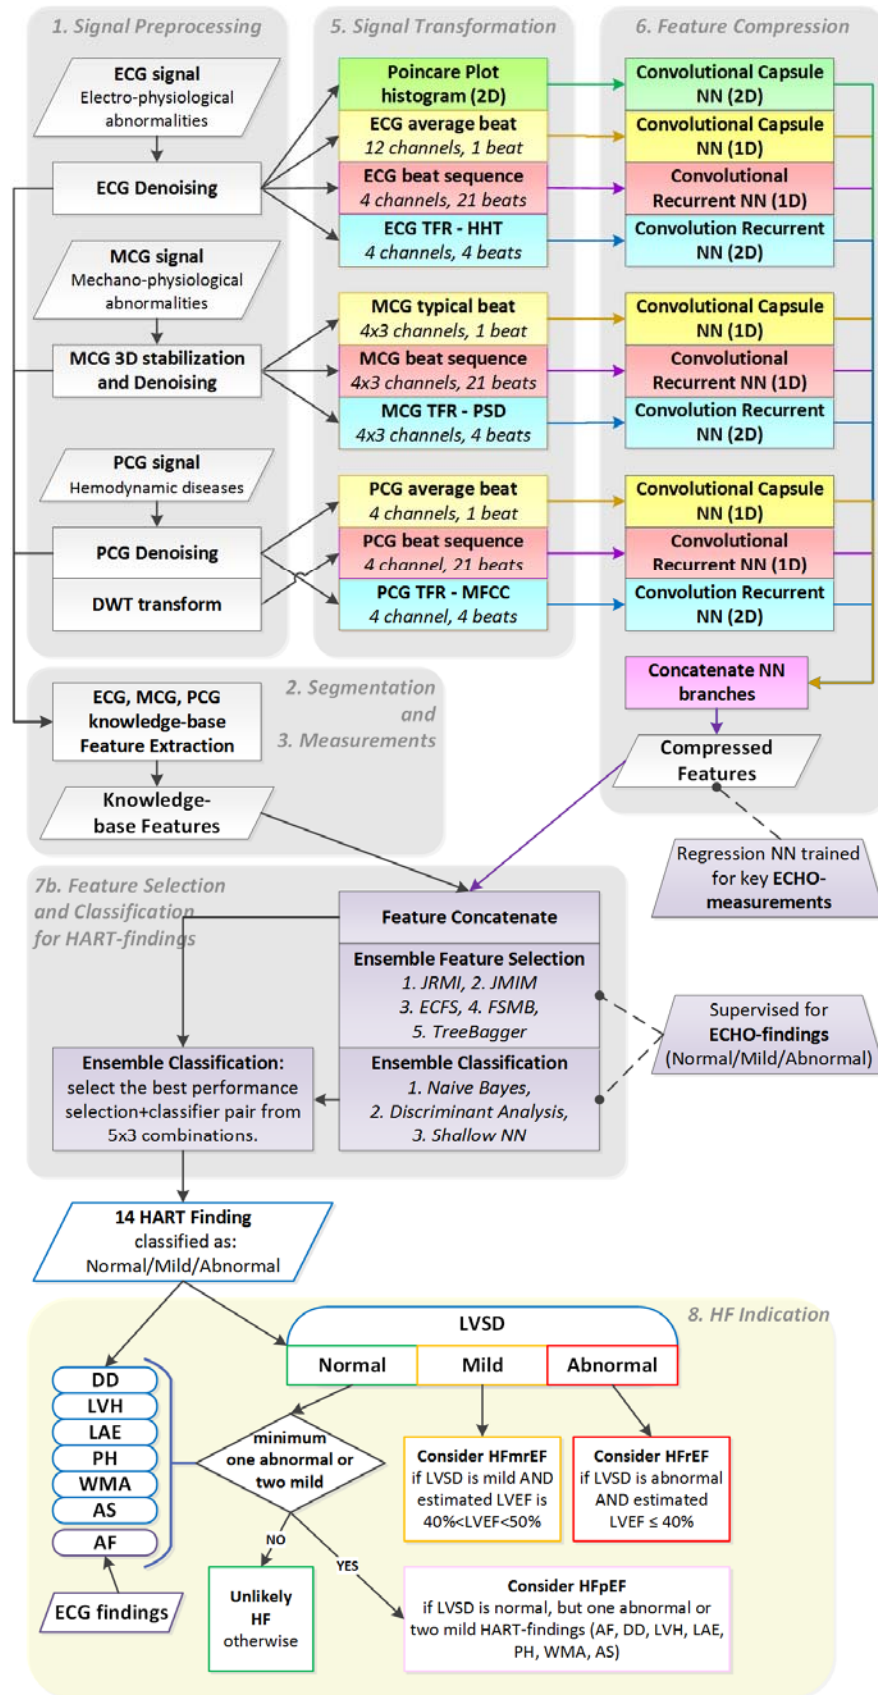 1. Signal Preprocessing
ECG signal
Electro-physiological
abnormalities
ECG Denoising
MCG signal
Mechano-physiological
abnormalities
MCG 3D stabilization
and Denoising
PCG signal
Hemodynamic diseases
PCG Denoising
DWT transform
5. Signal Transformation
Poincare Plot
histogram (2D)
ECG average beat
12 channels, 1 beat
ECG beat sequence
4 channels, 21 beats
ECG TFR - HHT
4 channels, 4 beats
MCG typical beat
4x3 channels, 1 beat
MCG beat sequence
4x3 channels, 21 beats
MCG TFR - PSD
4x3 channels, 4 beats
PCG average beat
4 channels, 1 beat
PCG beat sequence
4 channel, 21 beats
PCG TFR - MFCC
4 channel, 4 beats
6. Feature Compression
Convolutional Capsule
NN (2D)
Convolutional Capsule
NN (1D)
Convolutional
Recurrent NN (1D)
Convolution Recurrent
NN (2D)
Convolutional Capsule
NN (1D)
Convolutional
Recurrent NN (1D)
Convolution Recurrent
NN (2D)
Convolutional Capsule
NN (1D)
Convolutional
Recurrent NN (1D)
Convolution Recurrent
NN (2D)
Concatenate NN
branches
Compressed
Features
Regression NN trained
for key ECHO-
measurements
2. Segmentation
and
3. Measurements
ECG, MCG, PCG
knowledge-base
Feature Extraction
Knowledge-
base Features
7b. Feature Selection
and Classification
for HART-findings
Feature Concatenate
Ensemble Feature Selection
1. JRMI, 2. JMIM
3. ECFS, 4. FSMB,
5. TreeBagger
Ensemble Classification
1. Naive Bayes,
2. Discriminant Analysis,
3. Shallow NN
Supervised for
ECHO-findings
(Normal/Mild/Abnormal)
Ensemble Classification:
select the best performance
selection+classifier pair from
5x3 combinations.
14 HART Finding
classified as:
Normal/Mild/Abnormal
8. HF Indication
LVSD
Normal
Mild
Abnormal
DD
LVH
LAE
PH
WMA
AS
AF
ECG findings
minimum
one abnormal or
two mild
NO
YES
Consider HFmrEF
if LVSD is mild AND
estimated LVEF is
40%<LVEF<50%
Consider HFrEF
if LVSD is abnormal
AND estimated
LVEF ≤ 40%
Unlikely
HF
otherwise
Consider HFpEF
if LVSD is normal, but one abnormal or
two mild HART-findings (AF, DD, LVH, LAE,
PH, WMA, AS)